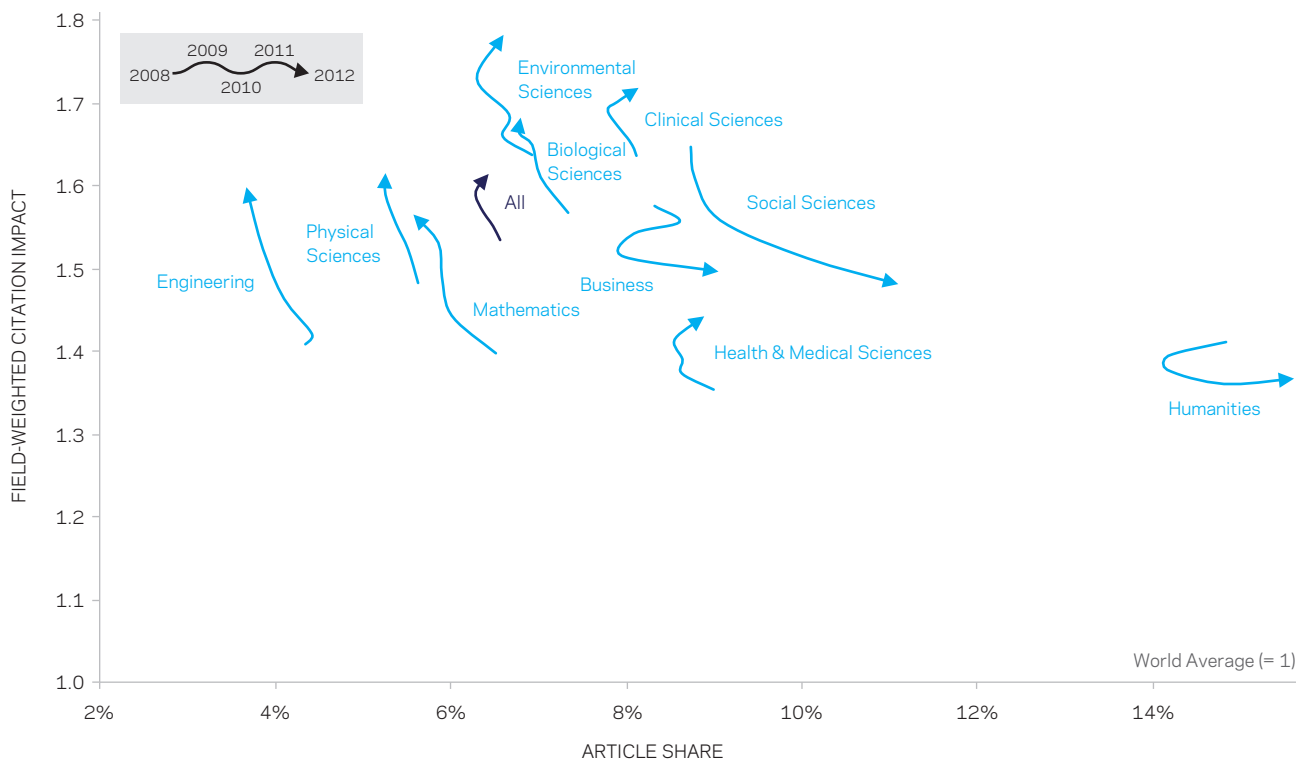 1.8
1.7
1.6
1.5
1.4
1.3
1.2
1.1
1.0
FIELD-WEIGHTED CITATION IMPACT
2009
2011
2008
2012
2010
Environmental
Sciences
Clinical Sciences
Biological
Sciences
All
Social Sciences
Physical
Sciences
Engineering
Business
Mathematics
Health & Medical Sciences
Humanities
World Average (= 1)
2%
4%
6%
8%
10%
12%
14%
ARTICLE SHARE